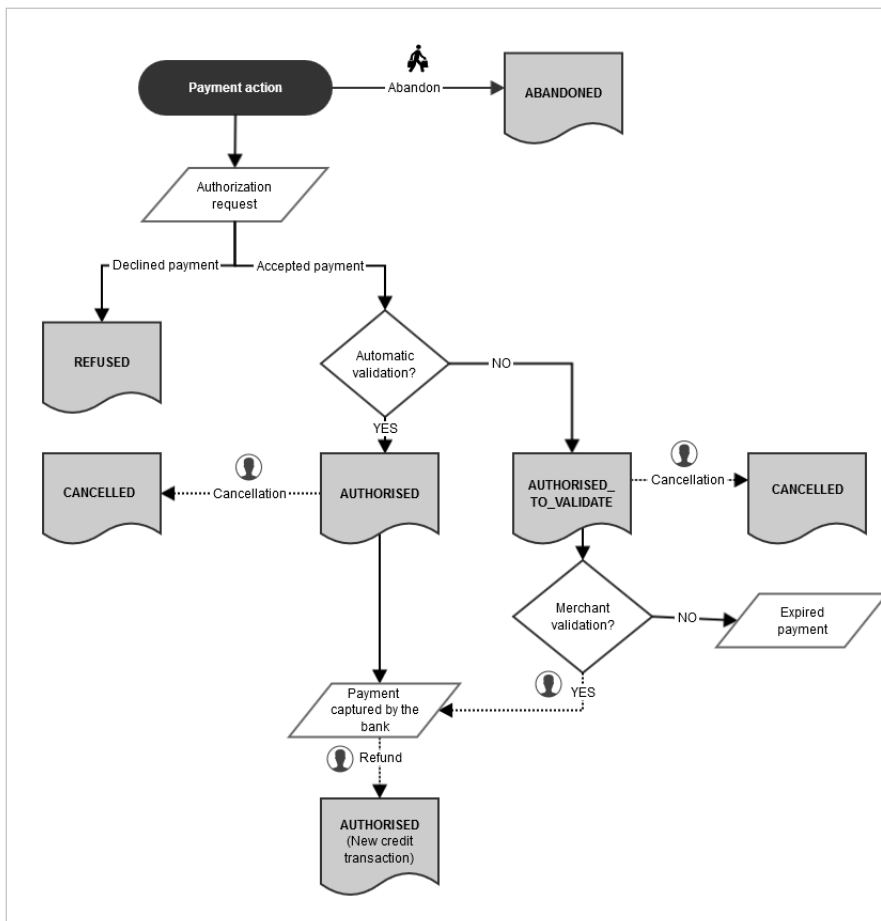 Payment action
Abandon
ABANDONED
Authorization
request
Declined payment
Accepted payment
REFUSED
Automatic
validation?
NO
YES
CANCELLED
Cancellation
AUTHORISED
AUTHORISED_
TO_VALIDATE
Cancellation
CANCELLED
Merchant
validation?
NO
Expired
payment
YES
Payment
captured by the
bank
Refund
AUTHORISED
(New credit
transaction)